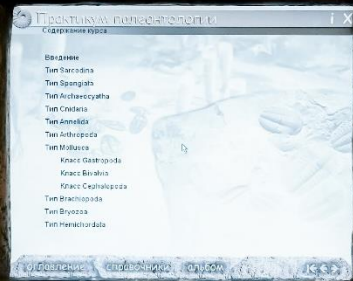 Практикум палеонтологии
Содержание курса
Введение
Тип Sarcodina
Тип Spongiata
Тип Archaeocyatha
Тип Cnidaria
Тип Annelida
Тип Arthropoda
Тип Mollusca
Класс Gastropoda
Класс Bivalvia
Класс Cephalopoda
Тип Brachiopoda
Тип Bryozoa
Тип Hemichordata
оглавление справочники альбом